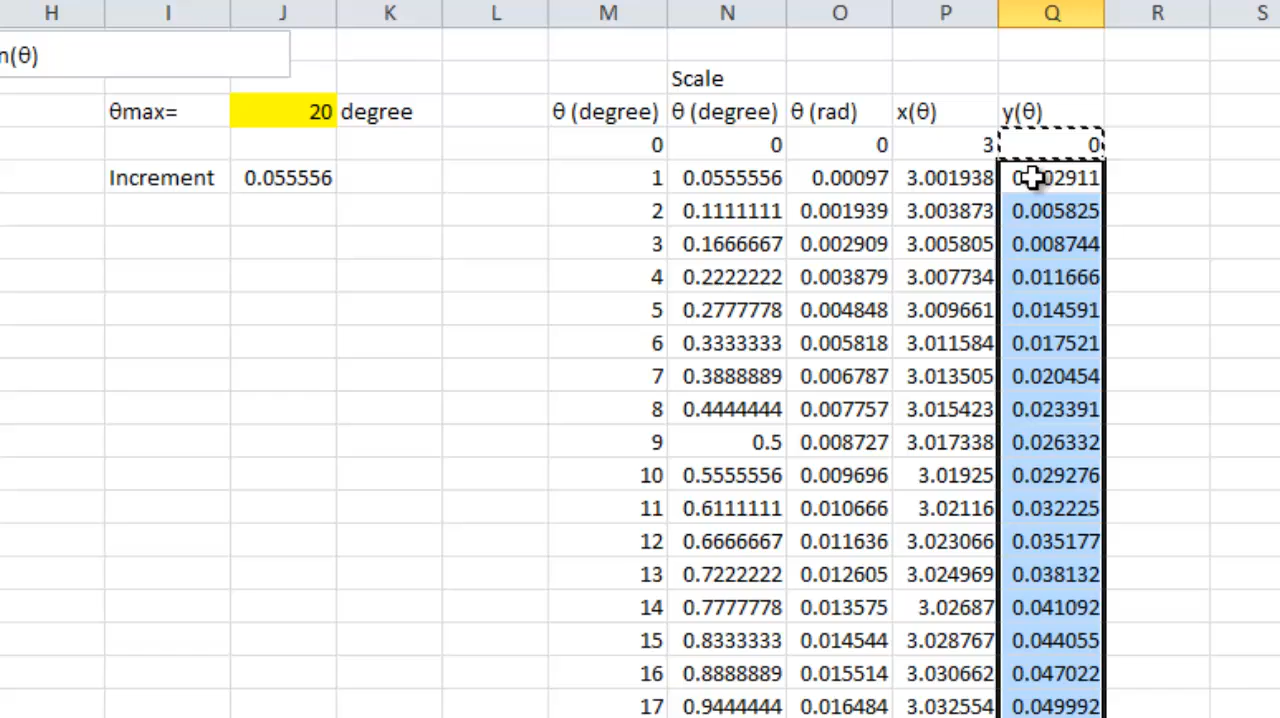 H I J K L M N O P Q R S
n(θ)
Scale
θmax= 20 degree θ (degree) θ (degree) θ (rad) x(θ) y(θ)
0 0 0 3 0
Increment 0.055556 1 0.0555556 0.00097 3.001938
2 0.1111111 0.001939 3.003873 0.005825
3 0.1666667 0.002909 3.005805 0.008744
4 0.2222222 0.003879 3.007734 0.011666
5 0.2777778 0.004848 3.009661 0.014591
6 0.3333333 0.005818 3.011584 0.017521
7 0.3888889 0.006787 3.013505 0.020454
8 0.4444444 0.007757 3.015423 0.023391
9 0.5 0.008727 3.017338 0.026332
10 0.5555556 0.009696 3.01925 0.029276
11 0.6111111 0.010666 3.02116 0.032225
12 0.6666667 0.011636 3.023066 0.035177
13 0.7222222 0.012605 3.024969 0.038132
14 0.7777778 0.013575 3.02687 0.041092
15 0.8333333 0.014544 3.028767 0.044055
16 0.8888889 0.015514 3.030662 0.047022
17 0.9444444 0.016484 3.032554 0.049992